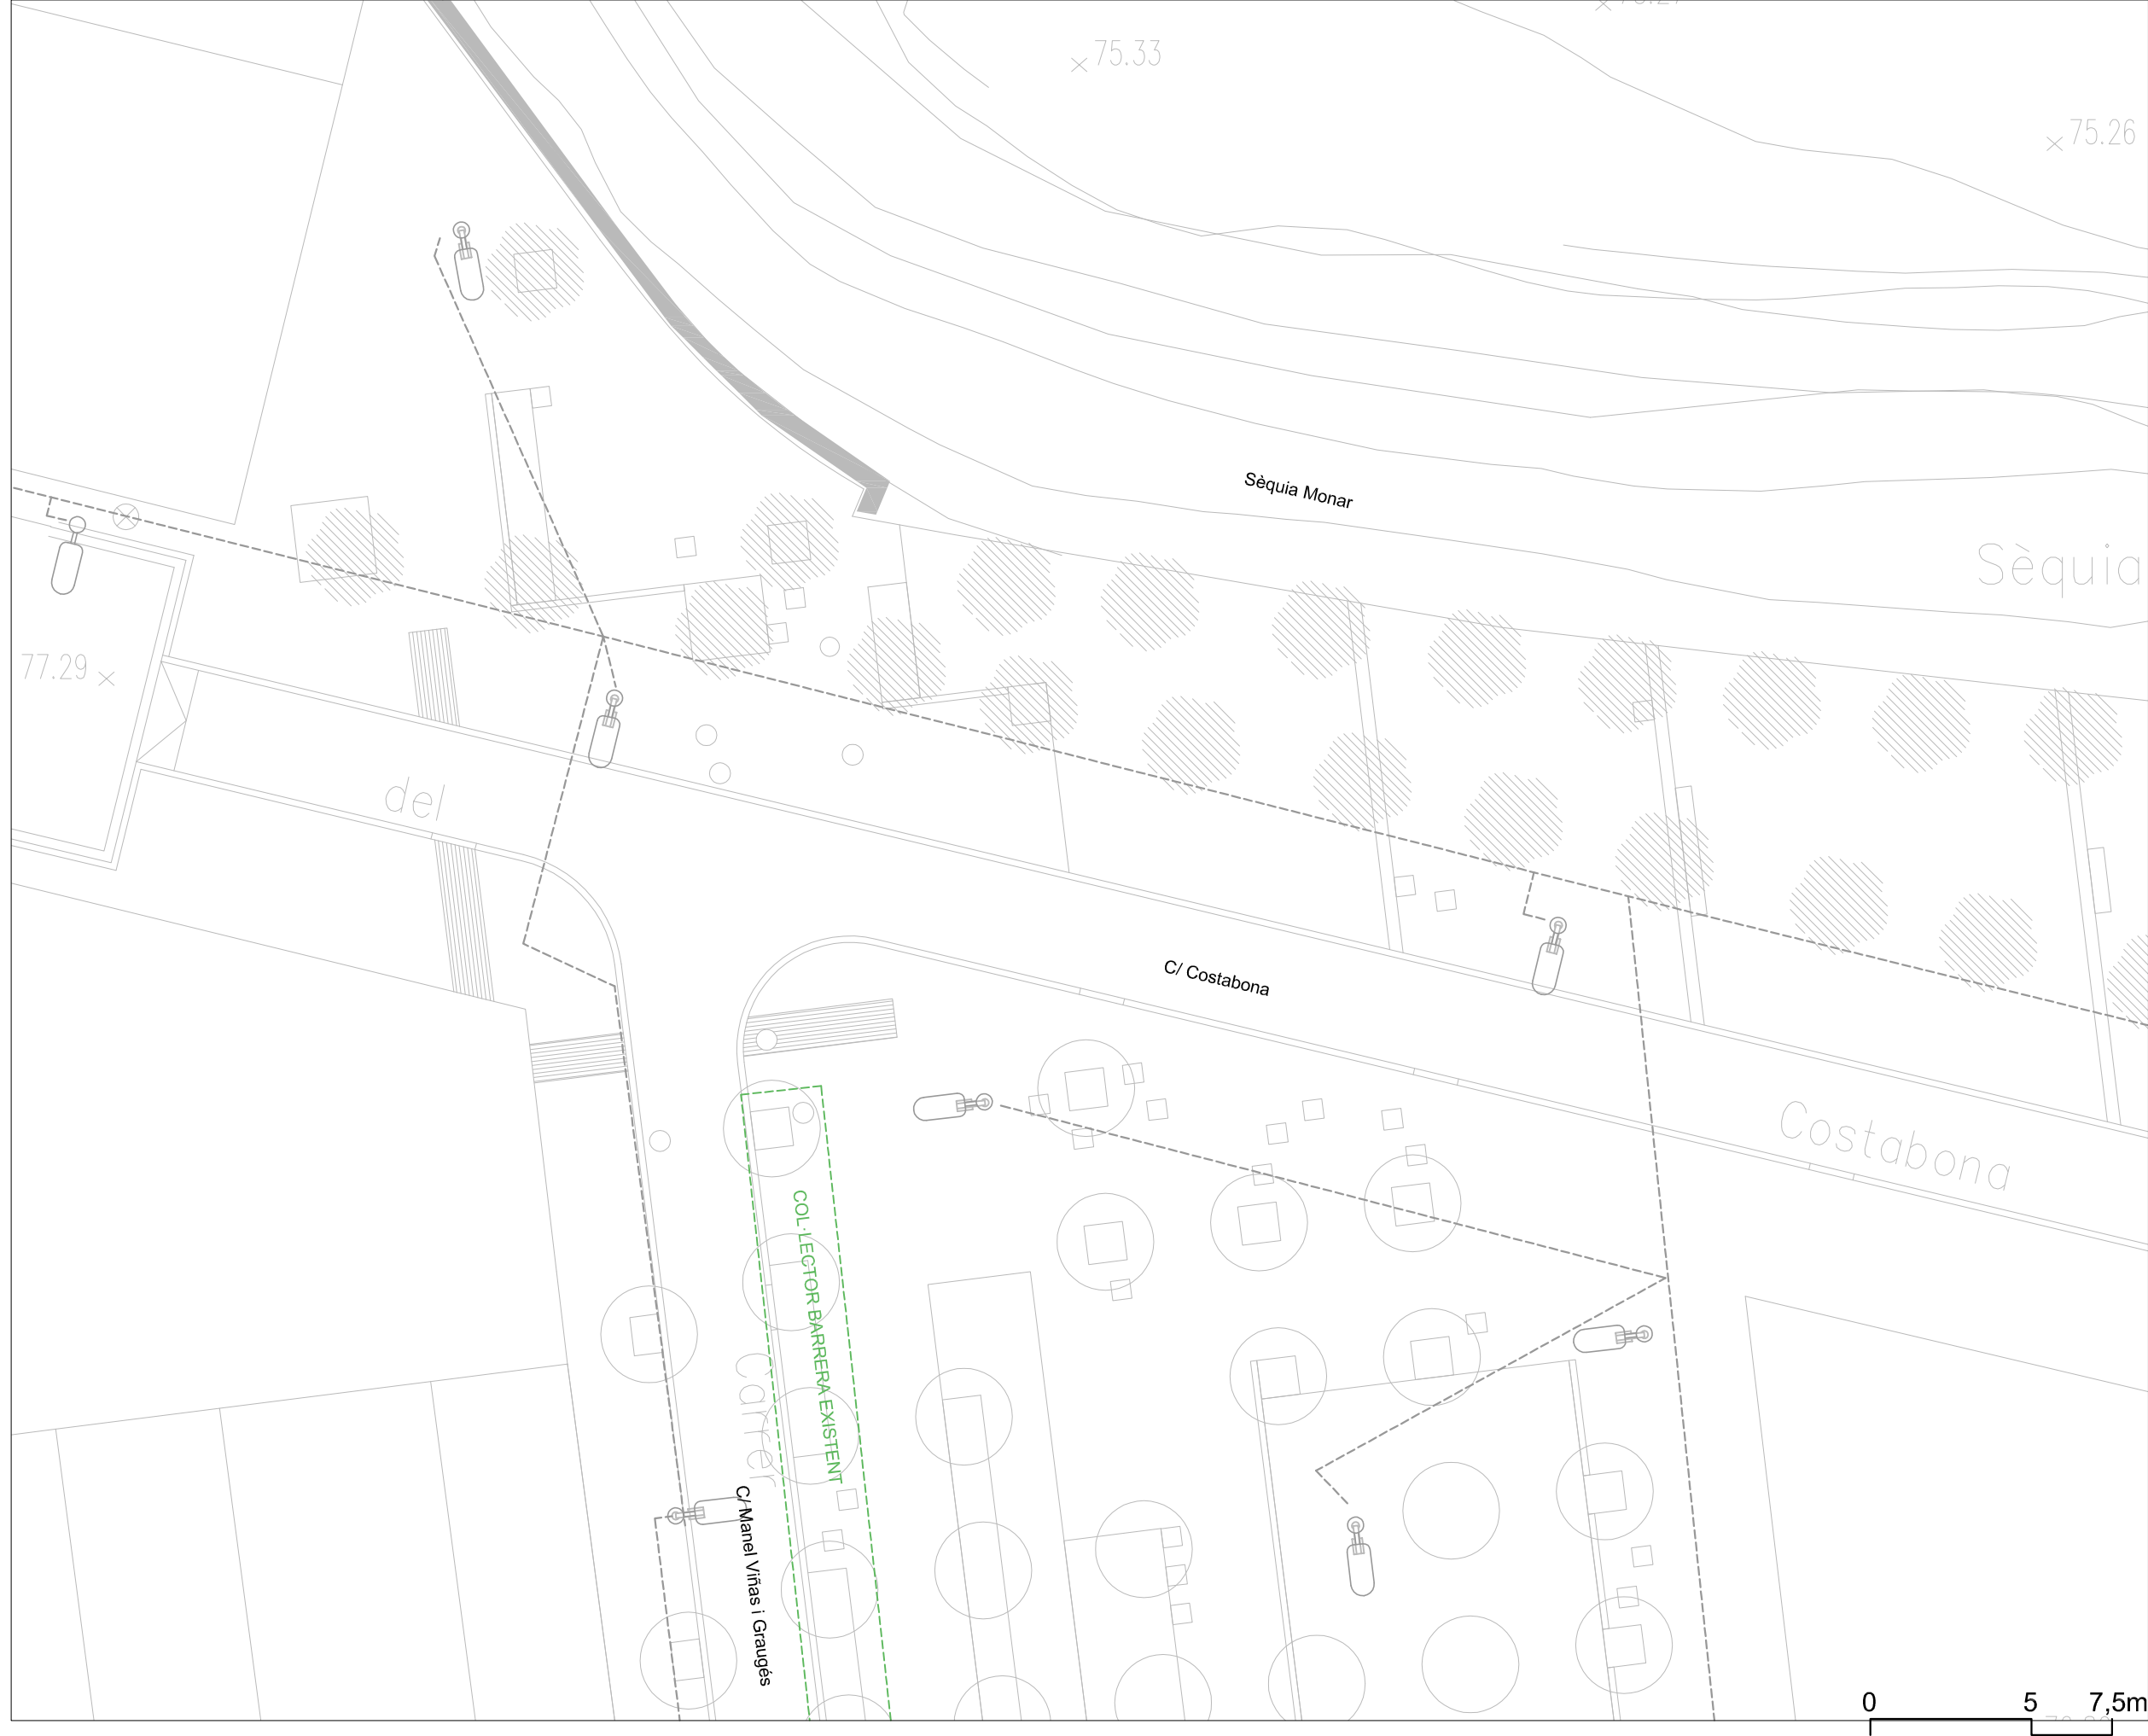 75.33
75.26
Sèquia Monar
Sèquia
77.29
del
C/ Costabona
Costabona
COL·LECTOR BARRERA EXISTENT
Carrer
C/ Manel Viñas i Graugés
0 5 7,5m